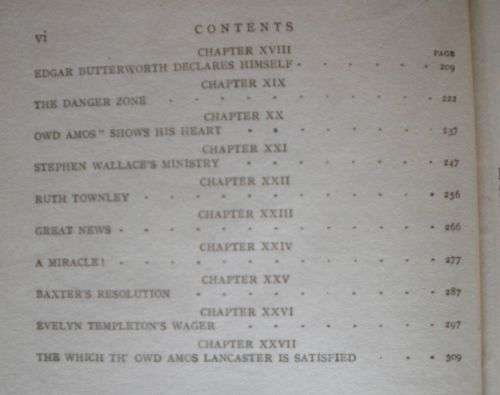 vi CONTENTS
CHAPTER XVIII
PAGE
EDGAR BUTTERWORTH DECLARES HIMSELF 209
CHAPTER XIX
THE DANGER ZONE 222
CHAPTER XX
OWD AMOS" SHOWS HIS HEART 237
CHAPTER XXI
STEPHEN WALLACE'S MINISTRY 247
CHAPTER XXII
RUTH TOWNLEY 256
CHAPTER XXIII
GREAT NEWS 266
CHAPTER XXIV
A MIRACLE! 277
CHAPTER XXV
BAXTER'S RESOLUTION 287
CHAPTER XXVI
EVELYN TEMPLETON'S WAGER 297
CHAPTER XXVII
THE WHICH TH' OWD AMOS LANCASTER IS SATISFIED 309